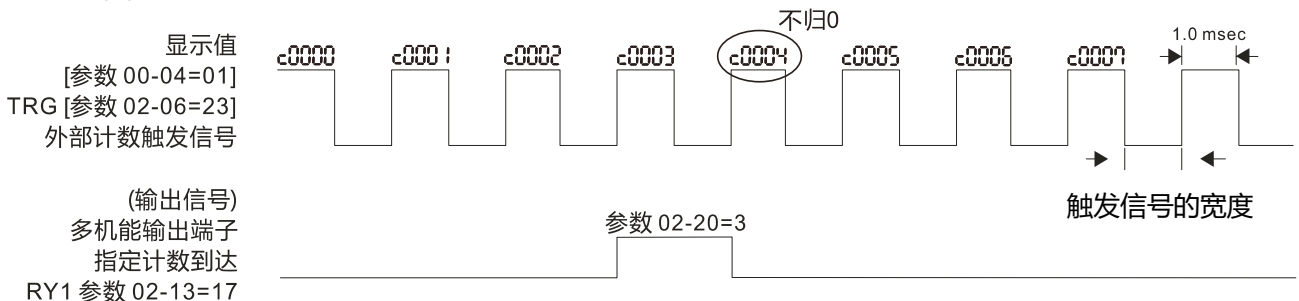 不归0
显示值
c0000 c0001 c0002 c0003 c0004 c0005 c0006 c0007
1.0 msec
[参数 00-04=01]
TRG [参数 02-06=23]
外部计数触发信号
触发信号的宽度
(输出信号)
多机能输出端子
参数 02-20=3
指定计数到达
RY1 参数 02-13=17